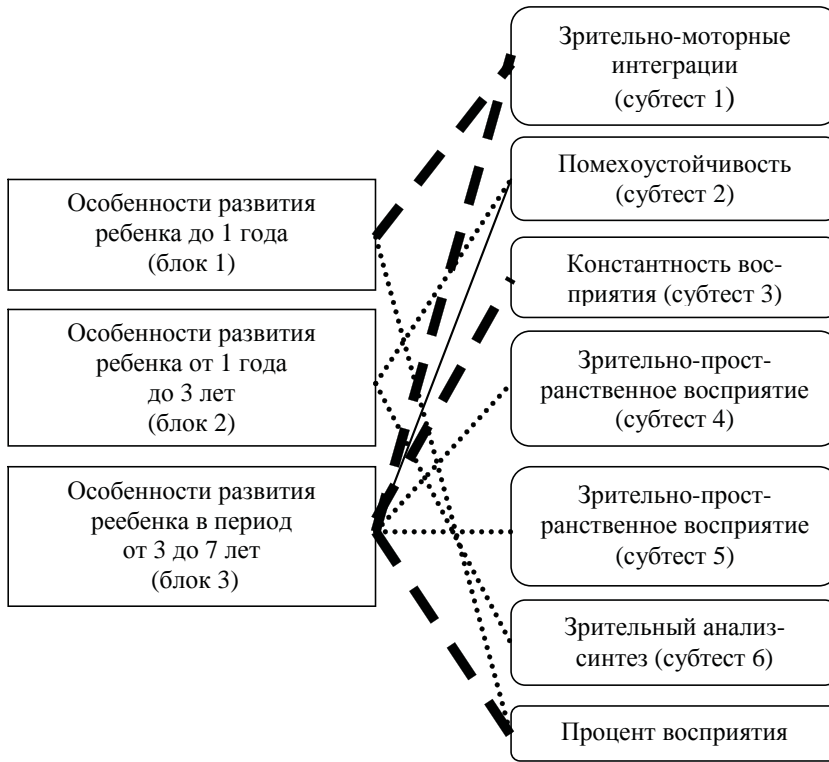 Особенности развития
ребенка до 1 года
(блок 1)
Особенности развития
ребенка от 1 года
до 3 лет
(блок 2)
Особенности развития
реебенка в период
от 3 до 7 лет
(блок 3)
Зрительно-моторные
интеграции
(субтест 1)
Помехоустойчивость
(субтест 2)
Константность вос-
приятия (субтест 3)
Зрительно-прост-
ранственное восприятие
(субтест 4)
Зрительно-прост-
ранственное восприятие
(субтест 5)
Зрительный анализ-
синтез (субтест 6)
Процент восприятия